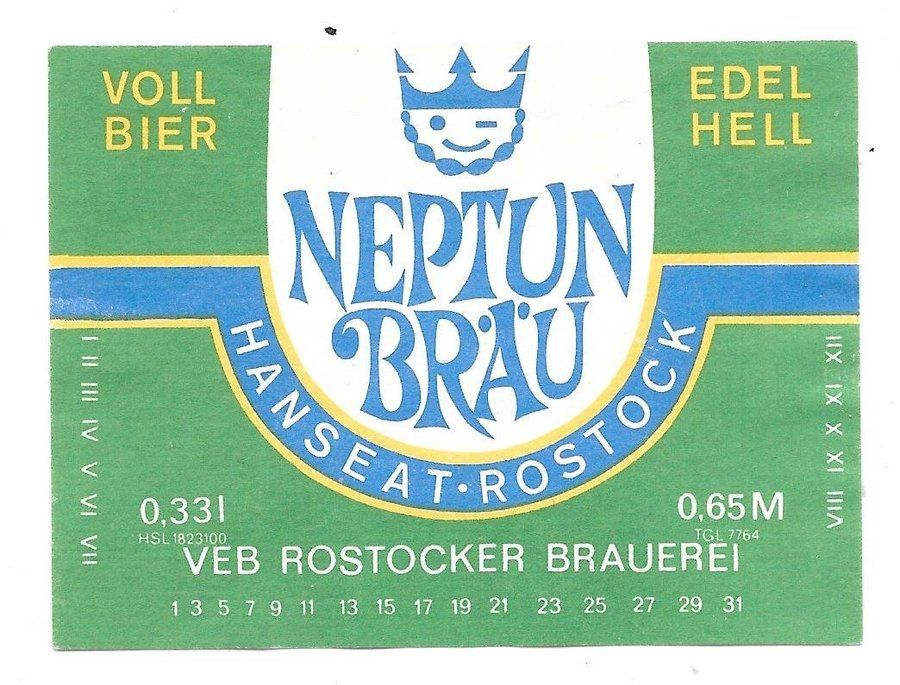 VOLL
BIER
EDEL
HELL
NEPTUN
BRÄU
HANSEAT·ROSTOCK
I II III IV V VI VII
VIII IX X XI XII
0,33 l
HSL 1823100
0,65 M
TGL 7764
VEB ROSTOCKER BRAUEREI
1 3 5 7 9 11 13 15 17 19 21 23 25 27 29 31